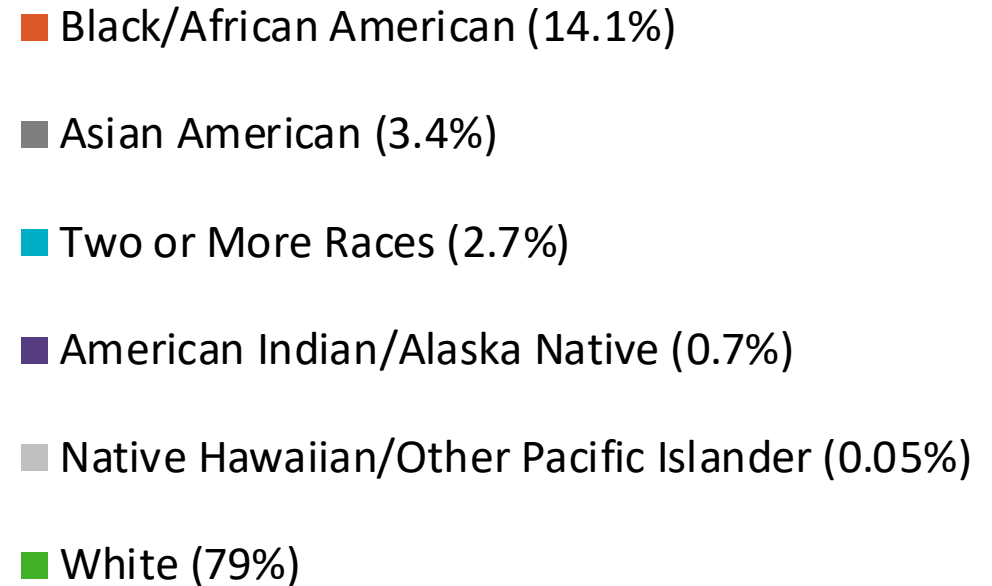 Black/African American (14.1%)
Asian American (3.4%)
Two or More Races (2.7%)
American Indian/Alaska Native (0.7%)
Native Hawaiian/Other Pacific Islander (0.05%)
White (79%)